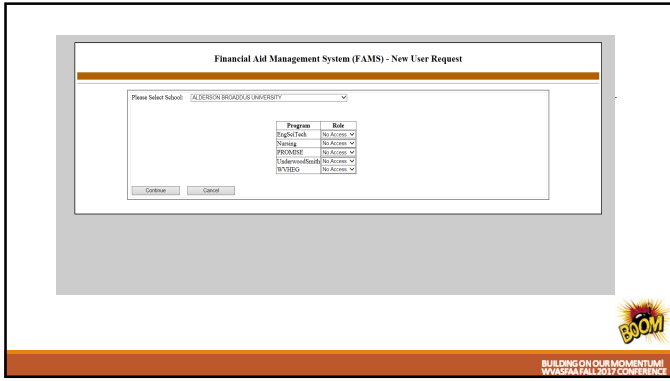 Financial Aid Management System (FAMS) - New User Request
Please Select School: ALDERSON BROADDUS UNIVERSITY
Program Role
EngSciTech No Access
Nursing No Access
PROMISE No Access
UnderwoodSmith No Access
WVHEG No Access
Continue Cancel
BOOM
BUILDING ON OUR MOMENTUM!
WVASFAA FALL 2017 CONFERENCE